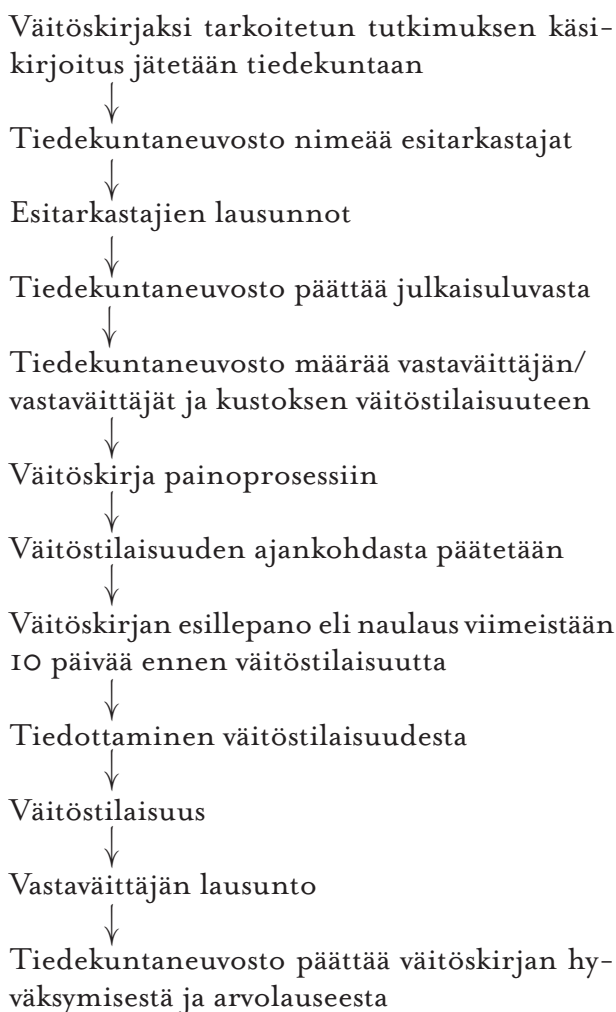 Väitöskirjaksi tarkoitetun tutkimuksen käsi-
kirjoitus jätetään tiedekuntaan
Tiedekuntaneuvosto nimeää esitarkastajat
Esitarkastajien lausunnot
Tiedekuntaneuvosto päättää julkaisuluvasta
Tiedekuntaneuvosto määrää vastaväittäjän/
vastaväittäjät ja kustoksen väitöstilaisuuteen
Väitöskirja painoprosessiin
Väitöstilaisuuden ajankohdasta päätetään
Väitöskirjan esillepano eli naulaus viimeistään
10 päivää ennen väitöstilaisuutta
Tiedottaminen väitöstilaisuudesta
Väitöstilaisuus
Vastaväittäjän lausunto
Tiedekuntaneuvosto päättää väitöskirjan hy-
väksymisestä ja arvolauseesta